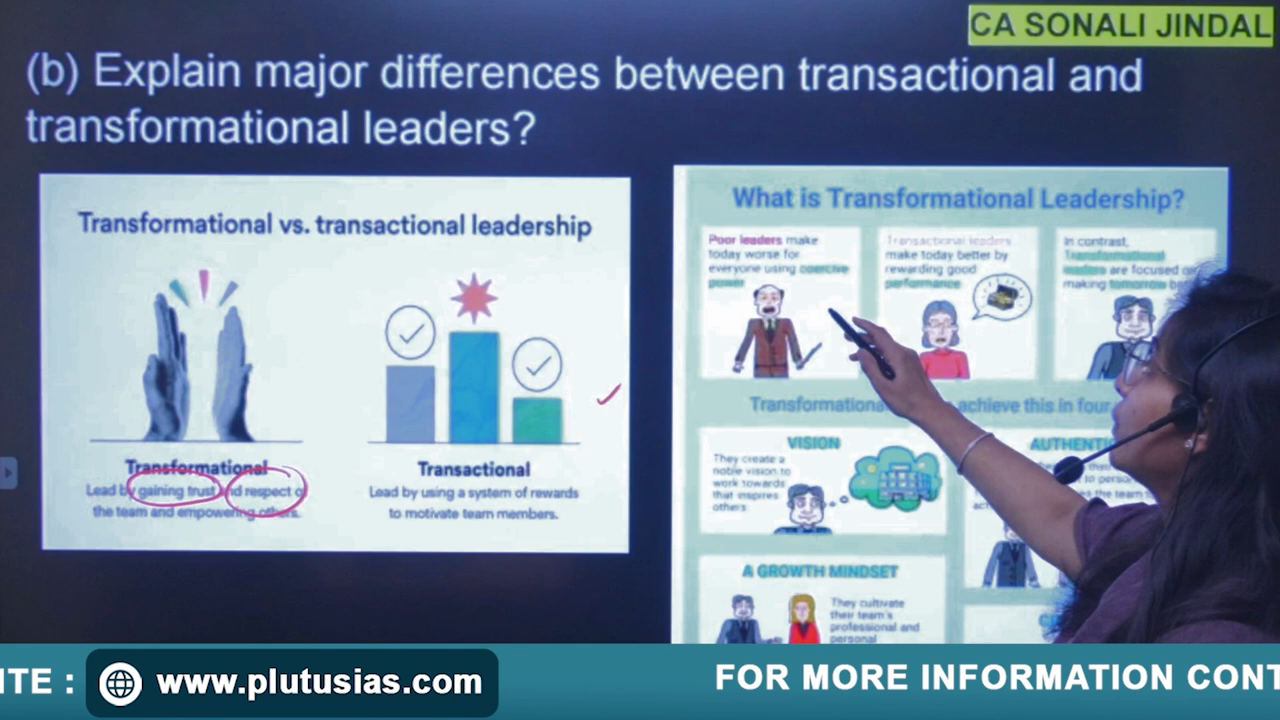 CA SONALI JINDAL
(b) Explain major differences between transactional and
transformational leaders?
Transformational vs. transactional leadership
Transformational
Lead by gaining trust and respect of
the team and empowering others.
Transactional
Lead by using a system of rewards
to motivate team members.
What is Transformational Leadership?
Poor leaders make
today worse for
everyone using coercive
power
Transactional leaders
make today better by
rewarding good
performance
In contrast,
Transformational
leaders are focused on
making tomorrow
Transformational
achieve this in four
VISION
They create a
noble vision to
work towards
that inspires
others
A GROWTH MINDSET
They cultivate
their team's
professional and
personal
ITE :
www.plutusias.com
FOR MORE INFORMATION CONT